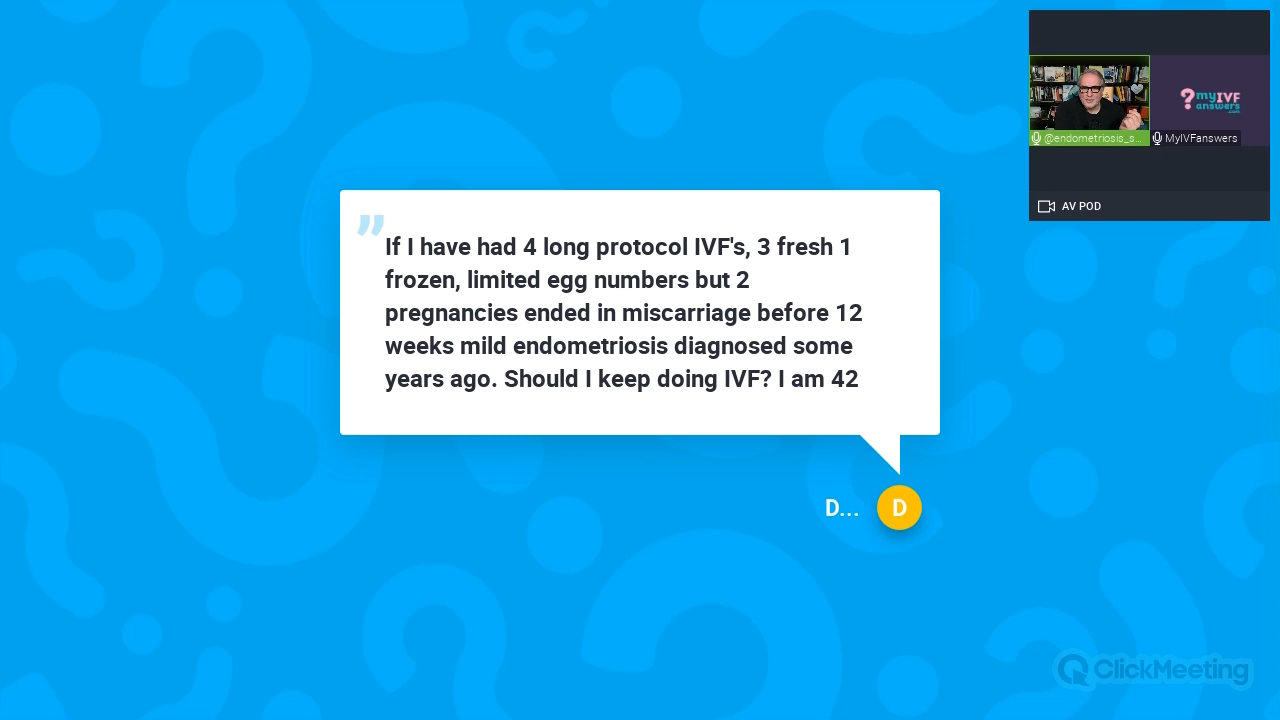 ? myIVF
answers
@endometriosis_s...
MyIVFanswers
AV POD
"
If I have had 4 long protocol IVF's, 3 fresh 1
frozen, limited egg numbers but 2
pregnancies ended in miscarriage before 12
weeks mild endometriosis diagnosed some
years ago. Should I keep doing IVF? I am 42
D...
D
ClickMeeting